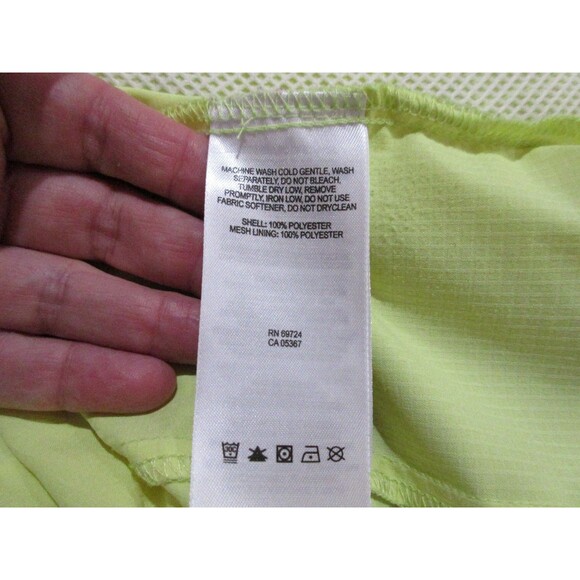 MACHINE WASH COLD GENTLE, WASH
SEPARATELY, DO NOT BLEACH,
TUMBLE DRY LOW, REMOVE
PROMPTLY, IRON LOW, DO NOT USE
FABRIC SOFTENER, DO NOT DRYCLEAN
SHELL: 100% POLYESTER
MESH LINING: 100% POLYESTER
RN 69724
CA 05367